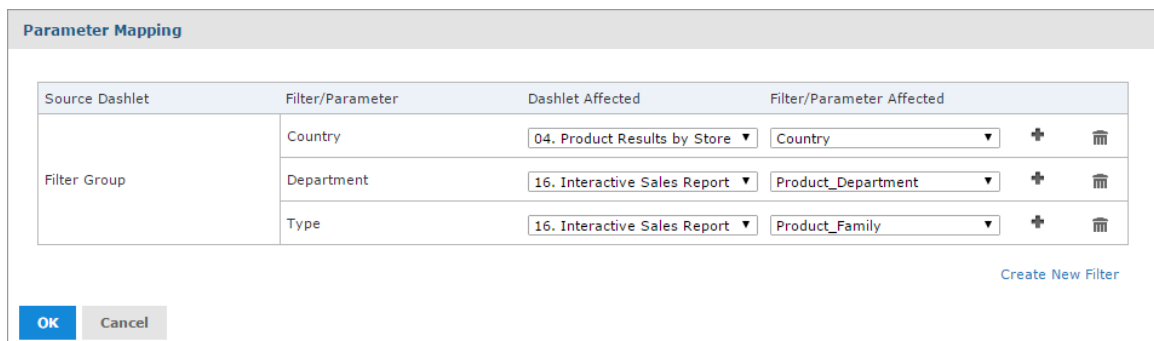 Parameter Mapping
Source Dashlet Filter/Parameter Dashlet Affected Filter/Parameter Affected
Country 04. Product Results by Store Country
Filter Group Department 16. Interactive Sales Report Product_Department
Type 16. Interactive Sales Report Product_Family
Create New Filter
OK Cancel